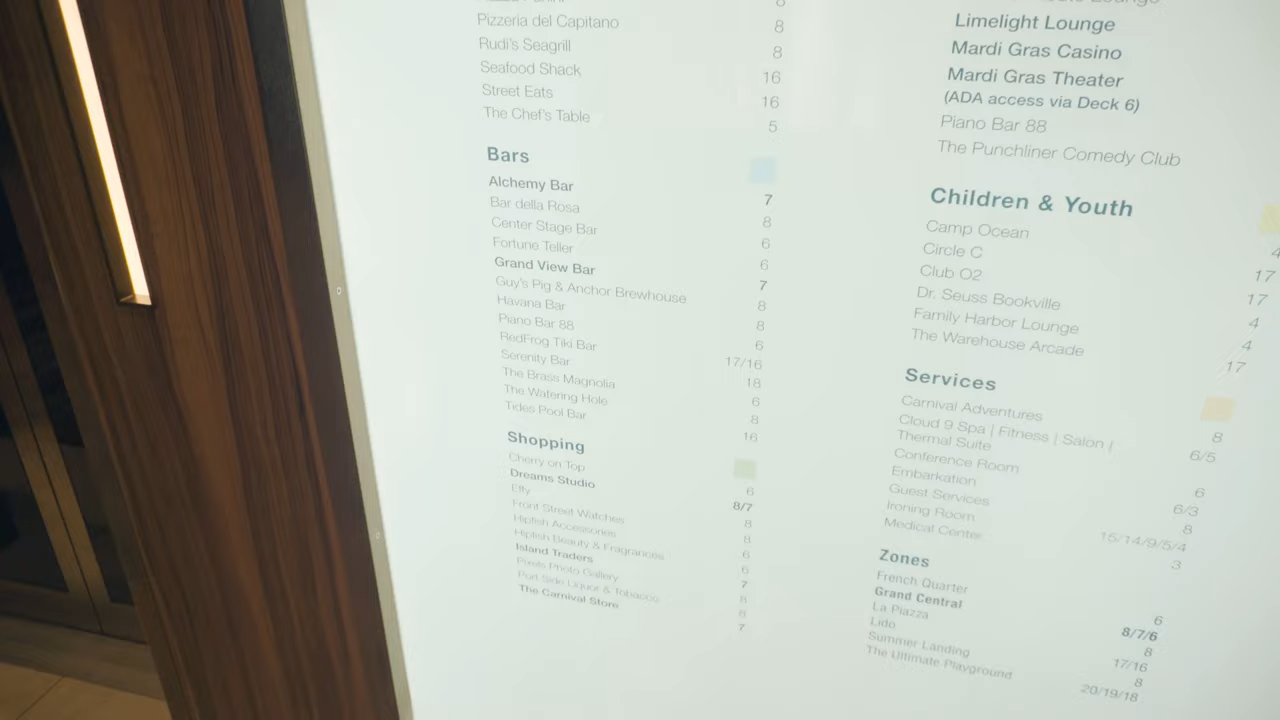 Pizzeria del Capitano 8
Rudi's Seagrill 8
Seafood Shack 16
Street Eats 16
The Chef's Table 5
Bars
Alchemy Bar 7
Bar della Rosa 8
Center Stage Bar 6
Fortune Teller 6
Grand View Bar 7
Guy's Pig & Anchor Brewhouse 8
Havana Bar 8
Piano Bar 88 6
RedFrog Tiki Bar 17/16
Serenity Bar 18
The Brass Magnolia 6
The Watering Hole 8
Tides Pool Bar 16
Shopping
Cherry on Top 6
Dreams Studio 8/7
Effy 8
Front Street Watches 8
Hipfish Accessories 6
Hipfish Beauty & Fragrances 6
Island Traders 7
Pixels Photo Gallery 8
Port Side Liquor & Tobacco 8
The Carnival Store 7
Lounge
Limelight Lounge
Mardi Gras Casino
Mardi Gras Theater
(ADA access via Deck 6)
Piano Bar 88
The Punchliner Comedy Club
Children & Youth
Camp Ocean 4
Circle C 17
Club O2 17
Dr. Seuss Bookville 4
Family Harbor Lounge 4
The Warehouse Arcade 17
Services
Carnival Adventures 8
Cloud 9 Spa | Fitness | Salon |
Thermal Suite 6/5
Conference Room 6
Embarkation 6/3
Guest Services 8
Ironing Room 15/14/9/5/4
Medical Center 3
Zones
French Quarter 6
Grand Central 8/7/6
La Piazza 8
Lido 17/16
Summer Landing 8
The Ultimate Playground 20/19/18